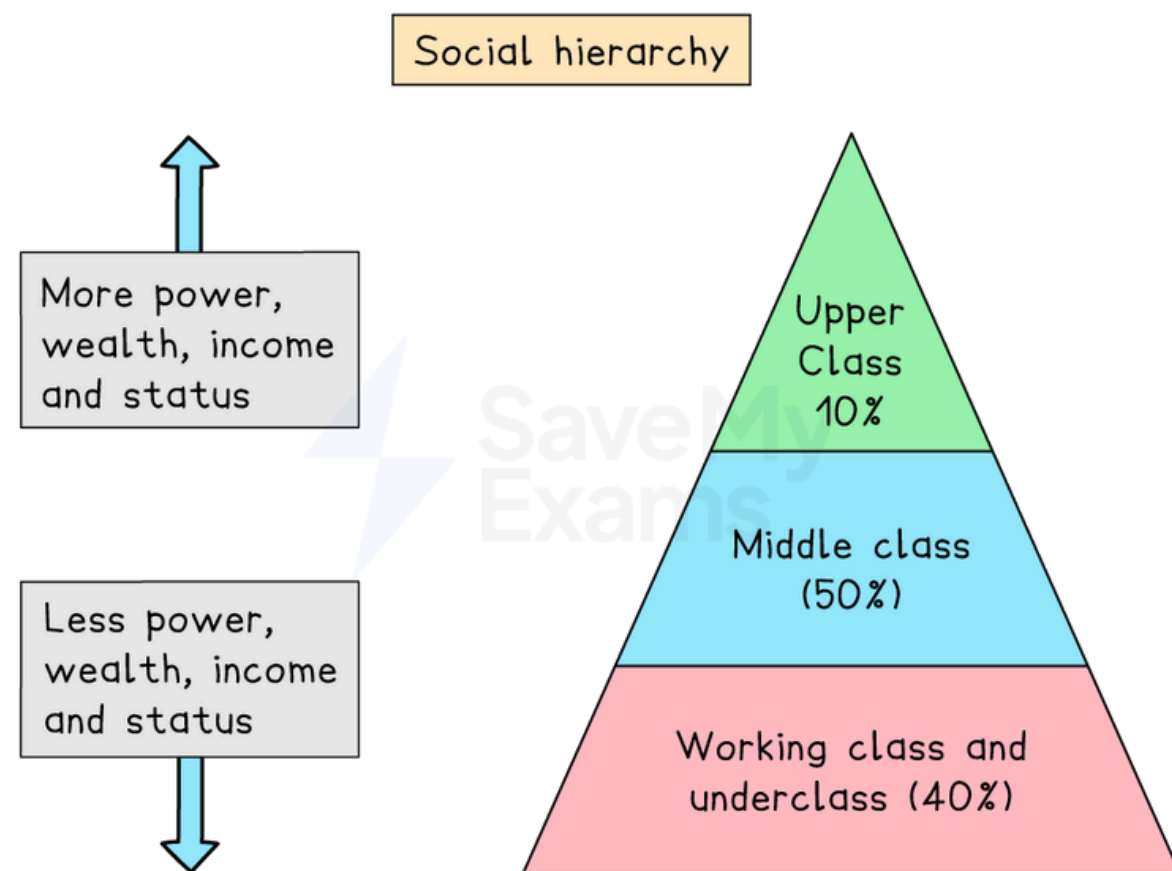 Social hierarchy
More power,
wealth, income
and status
Less power,
wealth, income
and status
Upper
Class
10%
Middle class
(50%)
Working class and
underclass (40%)
Save My
Exams